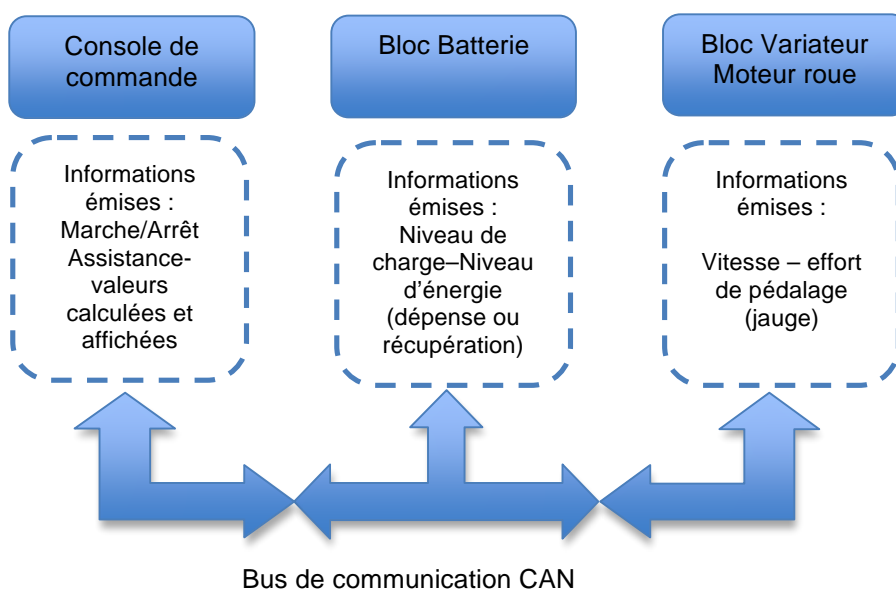 Console de
commande
Bloc Batterie
Bloc Variateur
Moteur roue
Informations
émises :
Marche/Arrêt
Assistance-
valeurs
calculées et
affichées
Informations
émises :
Niveau de
charge–Niveau
d’énergie
(dépense ou
récupération)
Informations
émises :
Vitesse – effort
de pédalage
(jauge)
Bus de communication CAN